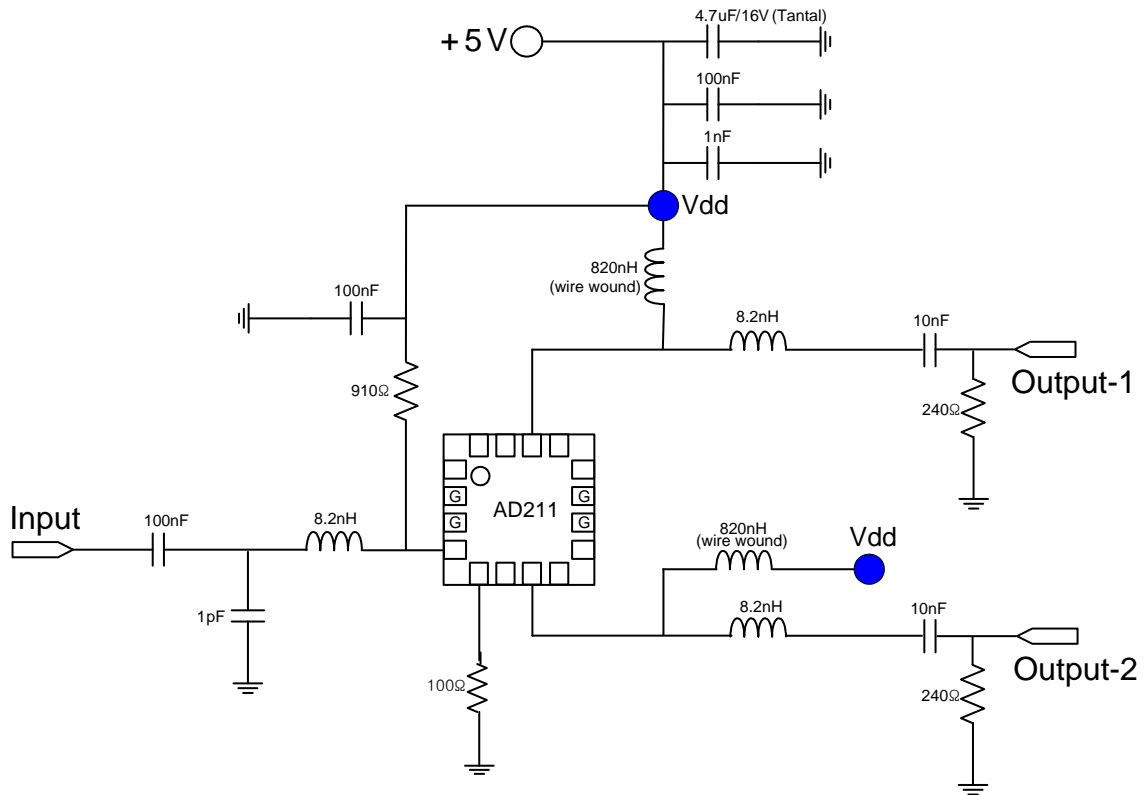 4.7uF/16V (Tantal)
+5V
100nF
1nF
Vdd
820nH
(wire wound)
100nF
8.2nH
10nF
Output-1
910Ω
240Ω
G
G
AD211
G
G
Input
100nF
8.2nH
820nH
(wire wound)
Vdd
1pF
8.2nH
10nF
Output-2
100Ω
240Ω